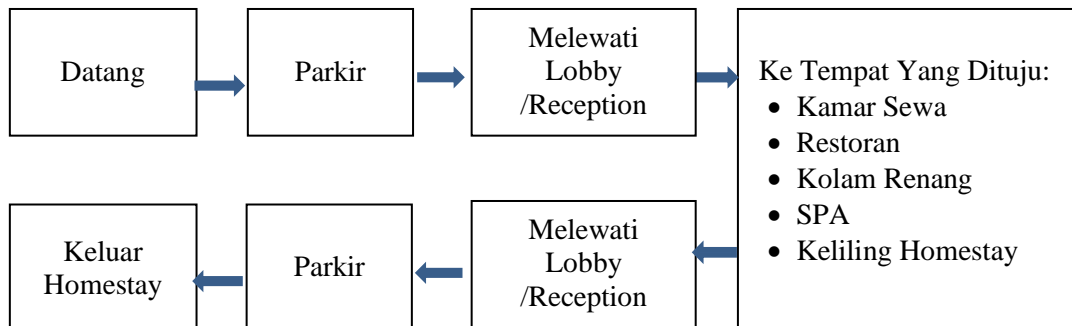 Datang
Parkir
Melewati
Lobby
/Reception
Ke Tempat Yang Dituju:
• Kamar Sewa
• Restoran
• Kolam Renang
• SPA
• Keliling Homestay
Melewati
Lobby
/Reception
Parkir
Keluar
Homestay